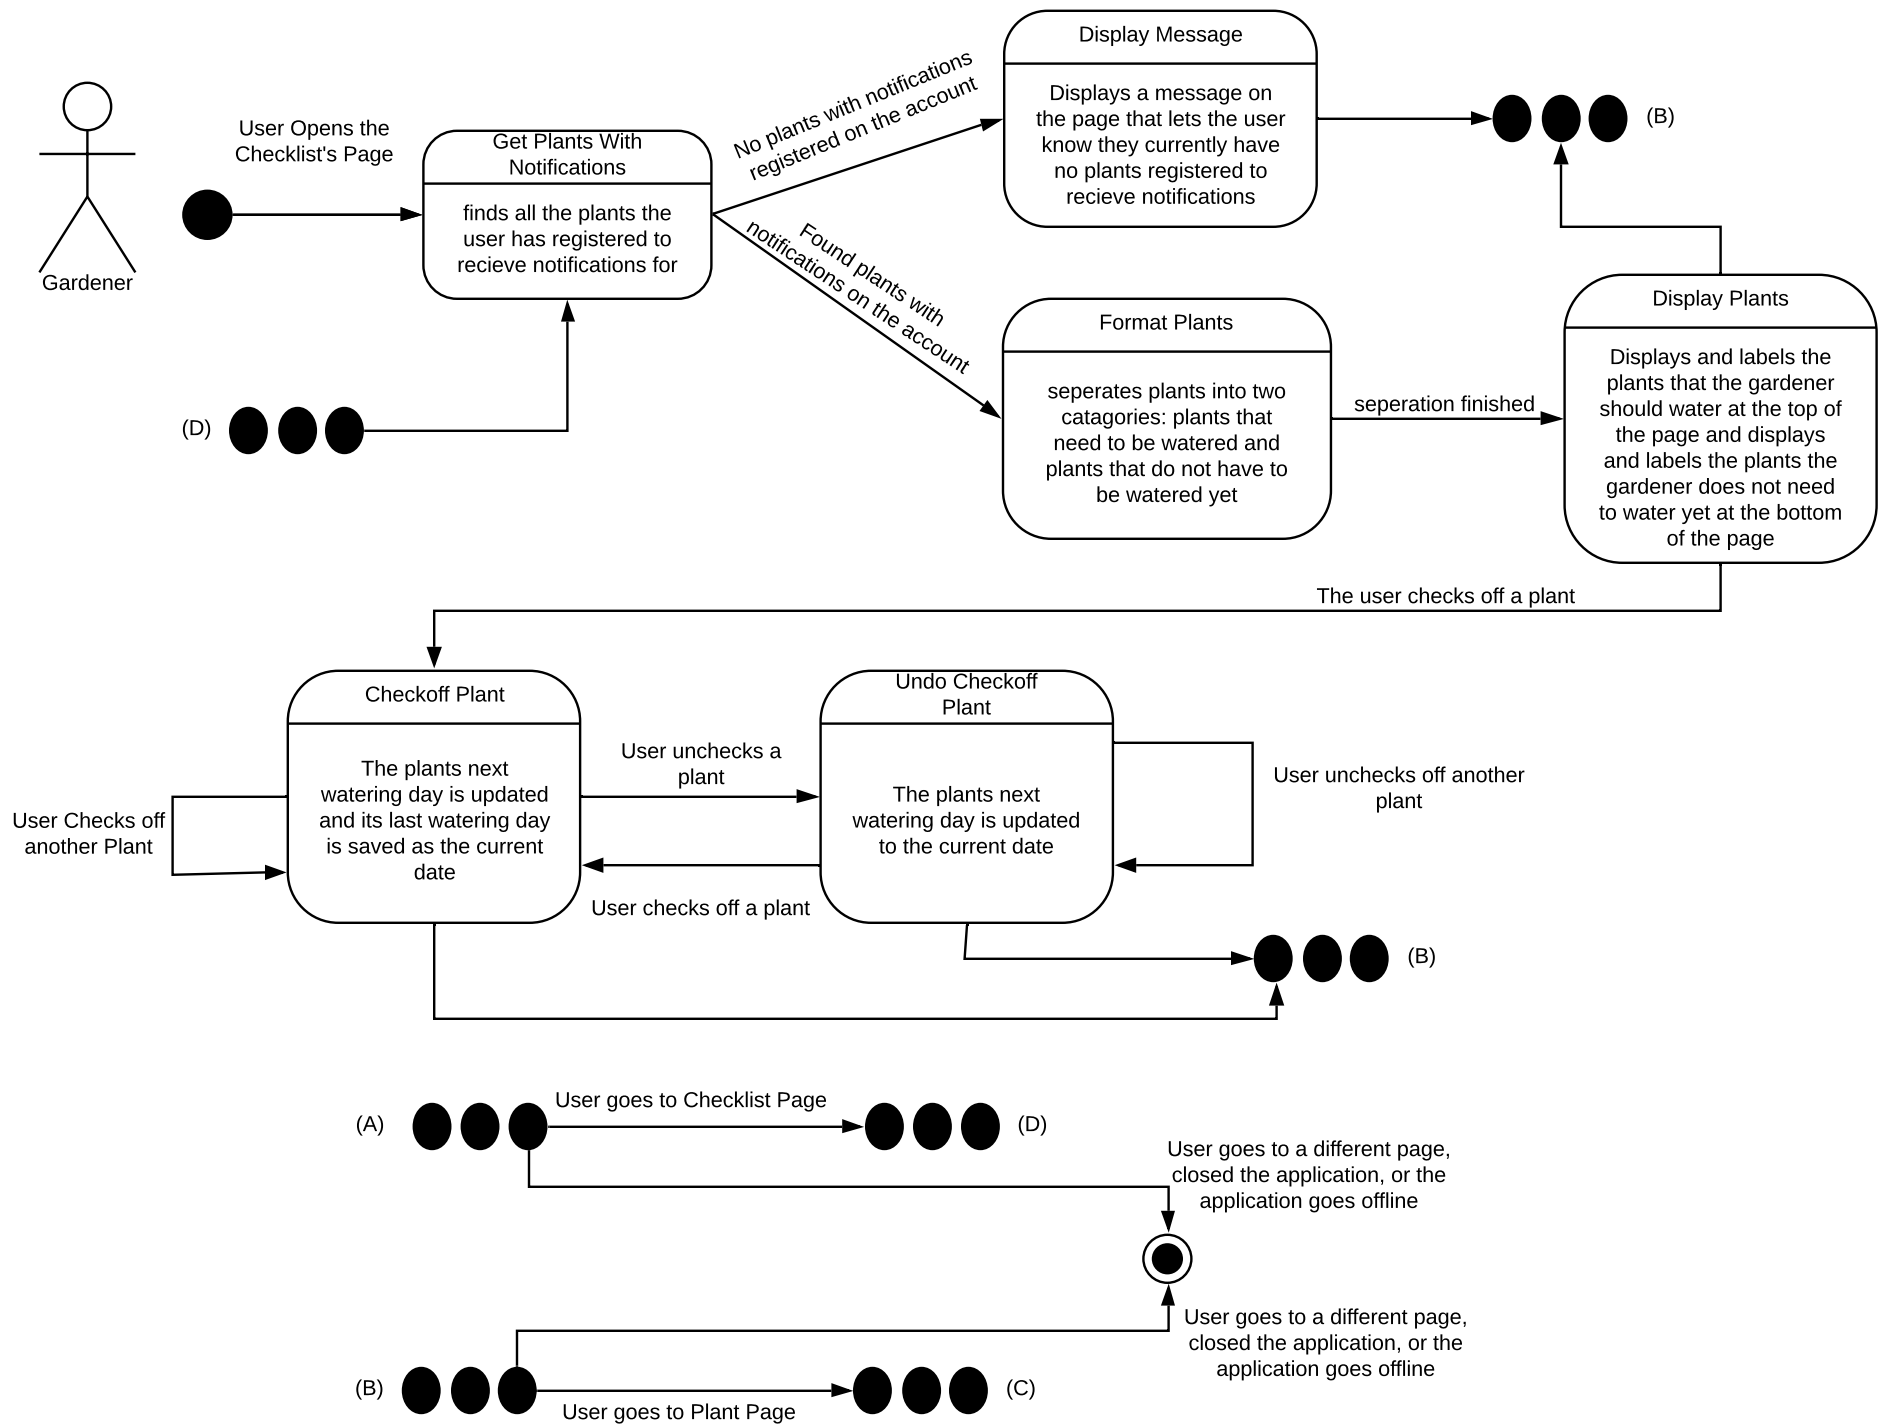 Display Message
Displays a message on
the page that lets the user
know they currently have
no plants registered to
recieve notifications
No plants with notifications
registered on the account
(B)
User Opens the
Checklist's Page
Get Plants With
Notifications
finds all the plants the
user has registered to
recieve notifications for
Gardener
Found plants with
notifications on the account
Format Plants
seperates plants into two
catagories: plants that
need to be watered and
plants that do not have to
be watered yet
seperation finished
Display Plants
Displays and labels the
plants that the gardener
should water at the top of
the page and displays
and labels the plants the
gardener does not need
to water yet at the bottom
of the page
(D)
The user checks off a plant
Checkoff Plant
The plants next
watering day is updated
and its last watering day
is saved as the current
date
User Checks off
another Plant
User unchecks a
plant
User checks off a plant
Undo Checkoff
Plant
The plants next
watering day is updated
to the current date
User unchecks off another
plant
(B)
(A)
User goes to Checklist Page
(D)
User goes to a different page,
closed the application, or the
application goes offline
User goes to a different page,
closed the application, or the
application goes offline
(B)
User goes to Plant Page
(C)